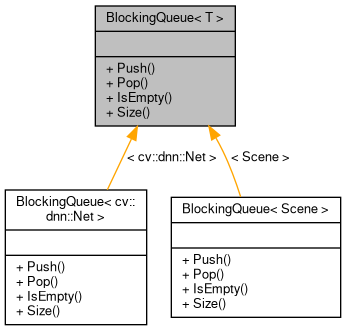 BlockingQueue< T >
+ Push()
+ Pop()
+ IsEmpty()
+ Size()
< cv::dnn::Net >
< Scene >
BlockingQueue< cv::
dnn::Net >
+ Push()
+ Pop()
+ IsEmpty()
+ Size()
BlockingQueue< Scene >
+ Push()
+ Pop()
+ IsEmpty()
+ Size()